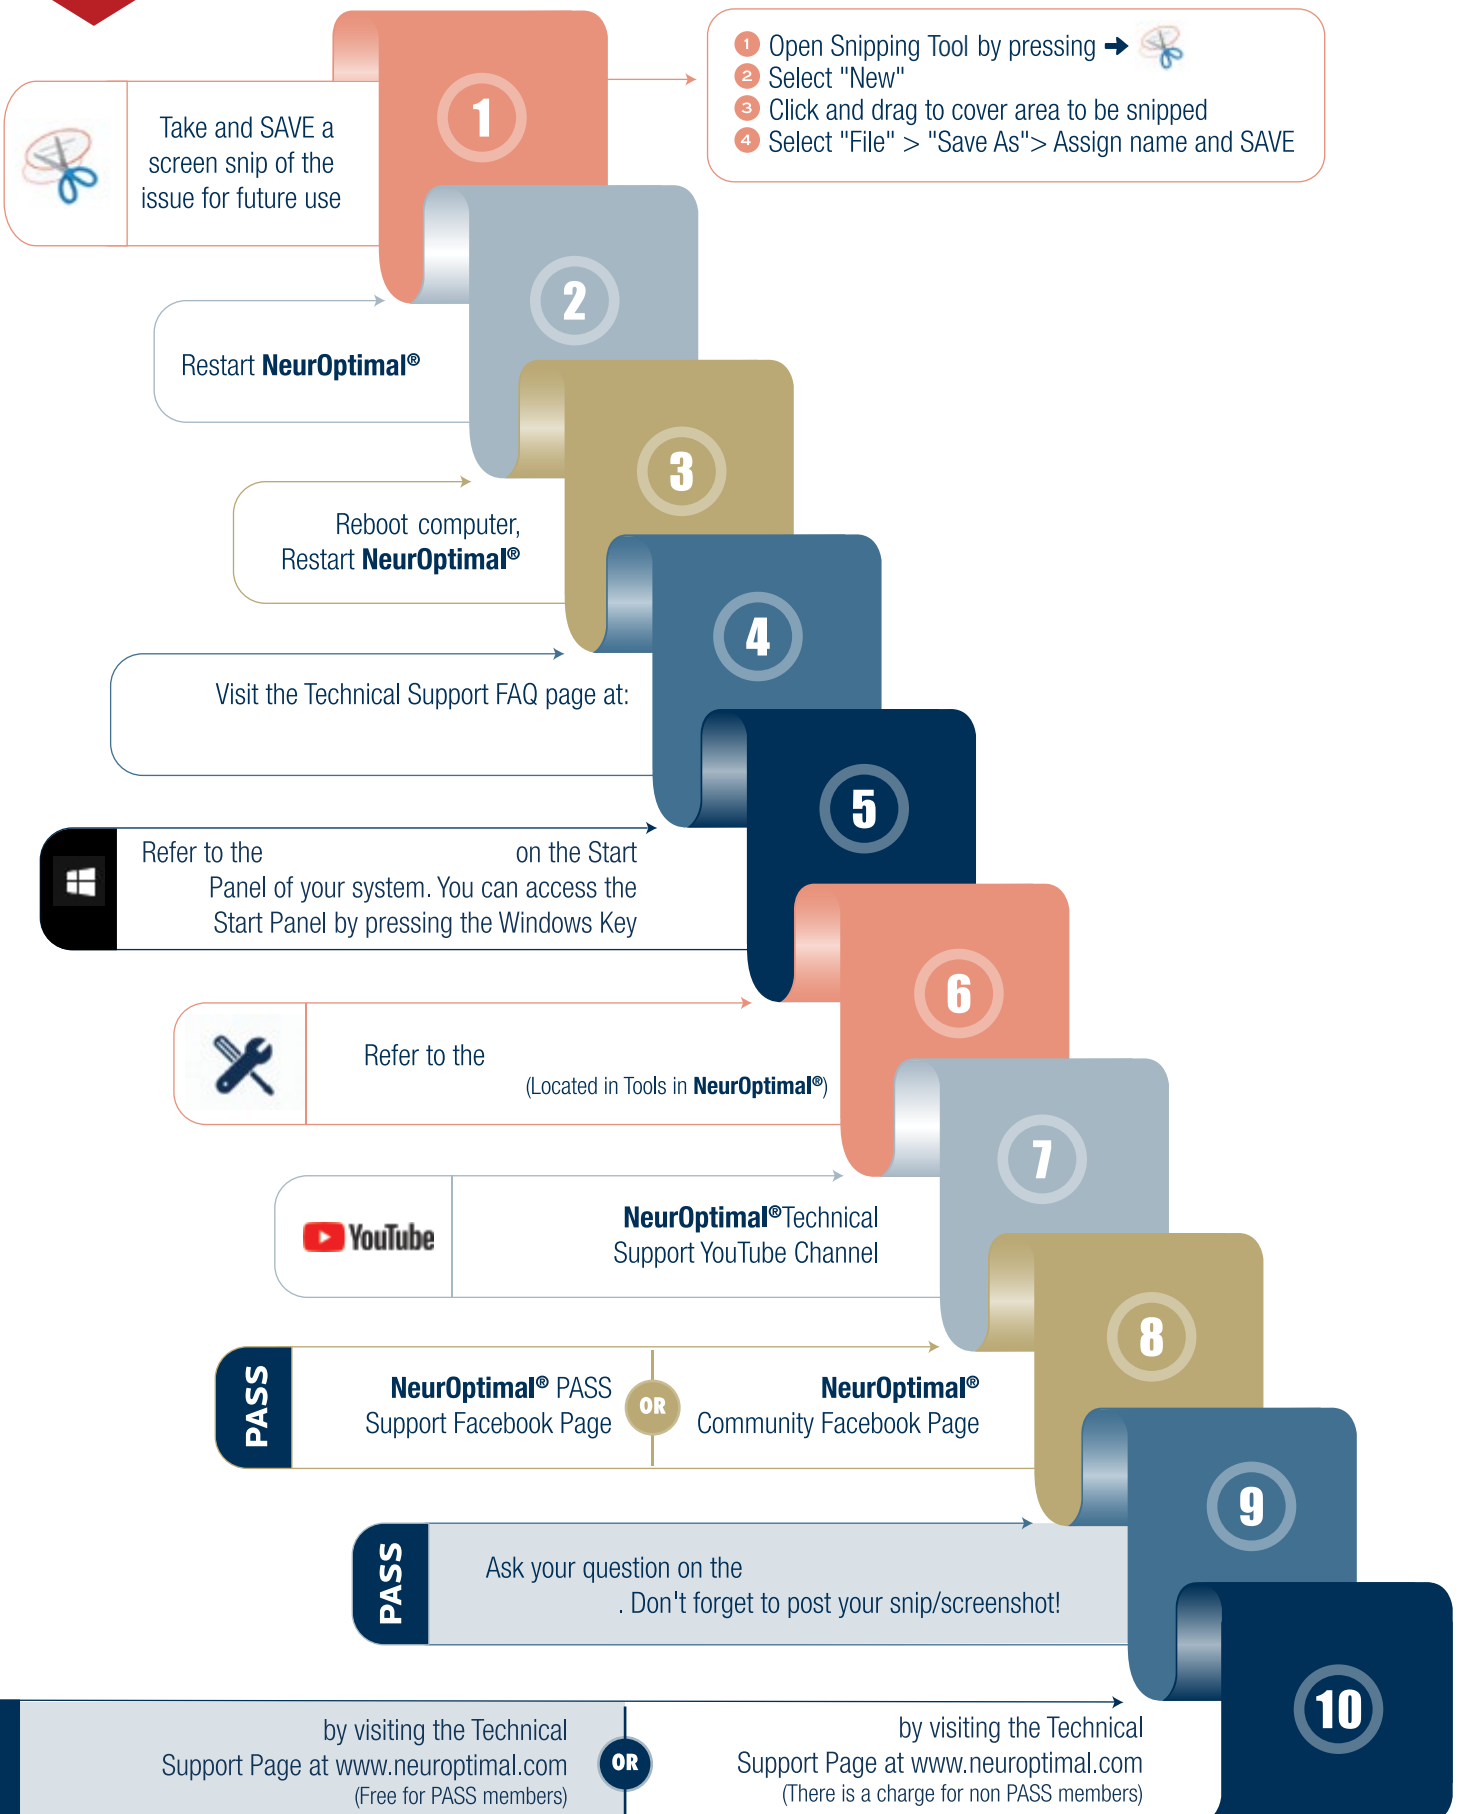 1 Open Snipping Tool by pressing ➜
2 Select "New"
3 Click and drag to cover area to be snipped
4 Select "File" > "Save As"> Assign name and SAVE
1
Take and SAVE a
screen snip of the
issue for future use
2
Restart NeurOptimal®
3
Reboot computer,
Restart NeurOptimal®
4
Visit the Technical Support FAQ page at:
5
Refer to the on the Start
Panel of your system. You can access the
Start Panel by pressing the Windows Key
6
Refer to the
(Located in Tools in NeurOptimal®)
7
YouTube
NeurOptimal®Technical
Support YouTube Channel
8
PASS
NeurOptimal® PASS
Support Facebook Page
OR
NeurOptimal®
Community Facebook Page
9
PASS
Ask your question on the
. Don't forget to post your snip/screenshot!
10
by visiting the Technical
Support Page at www.neuroptimal.com
(Free for PASS members)
OR
by visiting the Technical
Support Page at www.neuroptimal.com
(There is a charge for non PASS members)